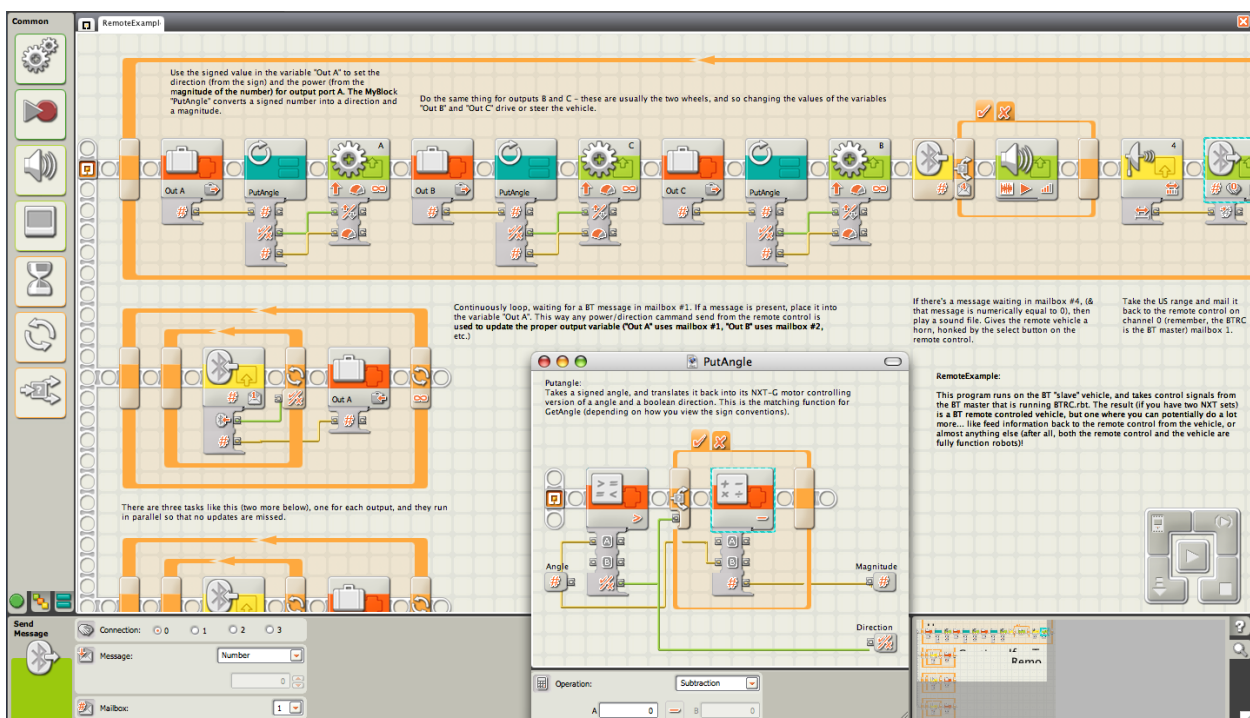 Common
RemoteExampl
Use the signed value in the variable "Out A" to set the
direction (from the sign) and the power (from the
magnitude of the number) for output port A. The MyBlock
"PutAngle" converts a signed number into a direction and
a magnitude.
Do the same thing for outputs B and C - these are usually the two wheels, and so changing the values of the variables
"Out B" and "Out C" drive or steer the vehicle.
A
C
B
4
Out A
PutAngle
Out B
PutAngle
Out C
PutAngle
Continuously loop, waiting for a BT message in mailbox #1. If a message is present, place it into
the variable "Out A". This way any power/direction cammand send from the remote control is
used to update the proper output variable ("Out A" uses mailbox #1, "Out B" uses mailbox #2,
etc.)
If there's a message waiting in mailbox #4, (&
that message is numerically equal to 0), then
play a sound file. Gives the remote vehicle a
horn, honked by the select button on the
remote control.
Take the US range and mail it
back to the remote control on
channel 0 (remember, the BTRC
is the BT master) mailbox 1.
Out A
RemoteExample:
This program runs on the BT "slave" vehicle, and takes control signals from
the BT master that is running BTRC.rbt. The result (if you have two NXT sets)
is a BT remote controled vehicle, but one where you can potentially do a lot
more... like feed information back to the remote control from the vehicle, or
almost anything else (after all, both the remote control and the vehicle are
fully function robots)!
There are three tasks like this (two more below), one for each output, and they run
in parallel so that no updates are missed.
PutAngle
Putangle:
Takes a signed angle, and translates it back into its NXT-G motor controlling
version of a angle and a boolean direction. This is the matching function for
GetAngle (depending on how you view the sign conventions).
Angle
A
B
A
B
Magnitude
Direction
Operation:
Subtraction
A
0
B
0
Send
Message
Connection:
0
1
2
3
Message:
Number
0
Mailbox:
1
Remo